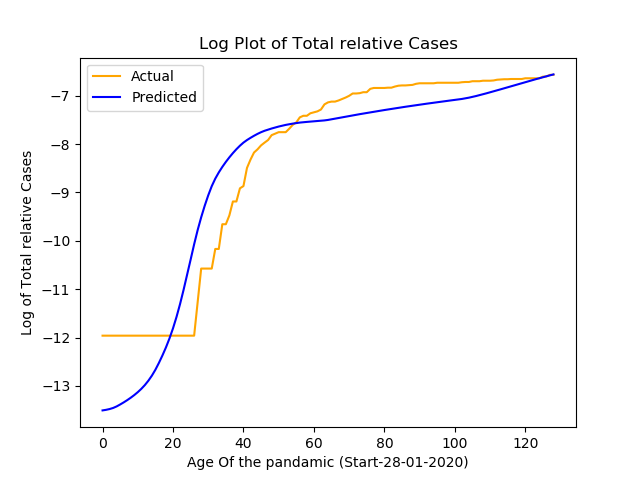 Log Plot of Total relative Cases
Actual
Predicted
Log of Total relative Cases
−7
−8
−9
−10
−11
−12
−13
0 20 40 60 80 100 120
Age Of the pandamic (Start-28-01-2020)